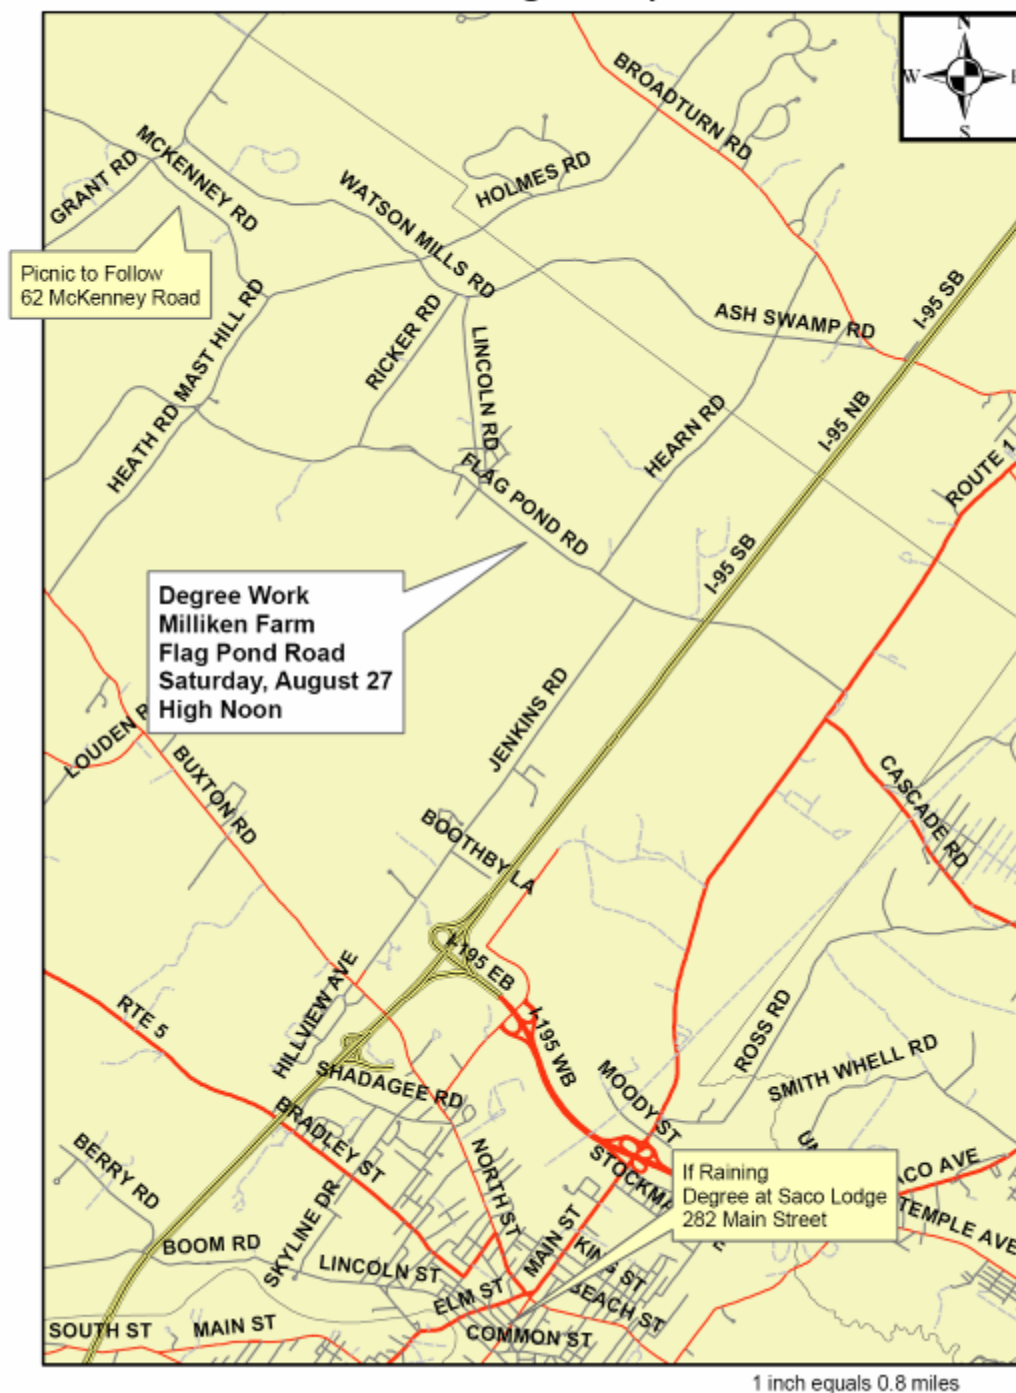 N
W
S
BROADTURN RD
MCKENNEY RD
GRANT RD
HOLMES RD
WATSON MILLS RD
Picnic to Follow
62 McKenney Road
I-95 SB
ASH SWAMP RD
MAST HILL RD
RICKER RD
LINCOLN RD
I-95 NB
HEARN RD
HEATH RD
ROUTE 1
FLAG POND RD
I-95 SB
Degree Work
Milliken Farm
Flag Pond Road
Saturday, August 27
High Noon
JENKINS RD
LOUDEN
BUXTON RD
CASCADE RD
BOOTHBY LA
I-195 EB
HILLVIEW AVE
RTE 5
I-195 WB
ROSS RD
SMITH WHELL RD
SHADAGEE RD
MOODY ST
BRADLEY ST
BERRY RD
NORTH ST
If Raining
Degree at Saco Lodge
282 Main Street
ACO AVE
TEMPLE AVE
SKYLINE DR
MAIN ST
BOOM RD
LINCOLN ST
KING ST
ELM ST
BEACH ST
SOUTH ST
MAIN ST
COMMON ST
1 inch equals 0.8 miles